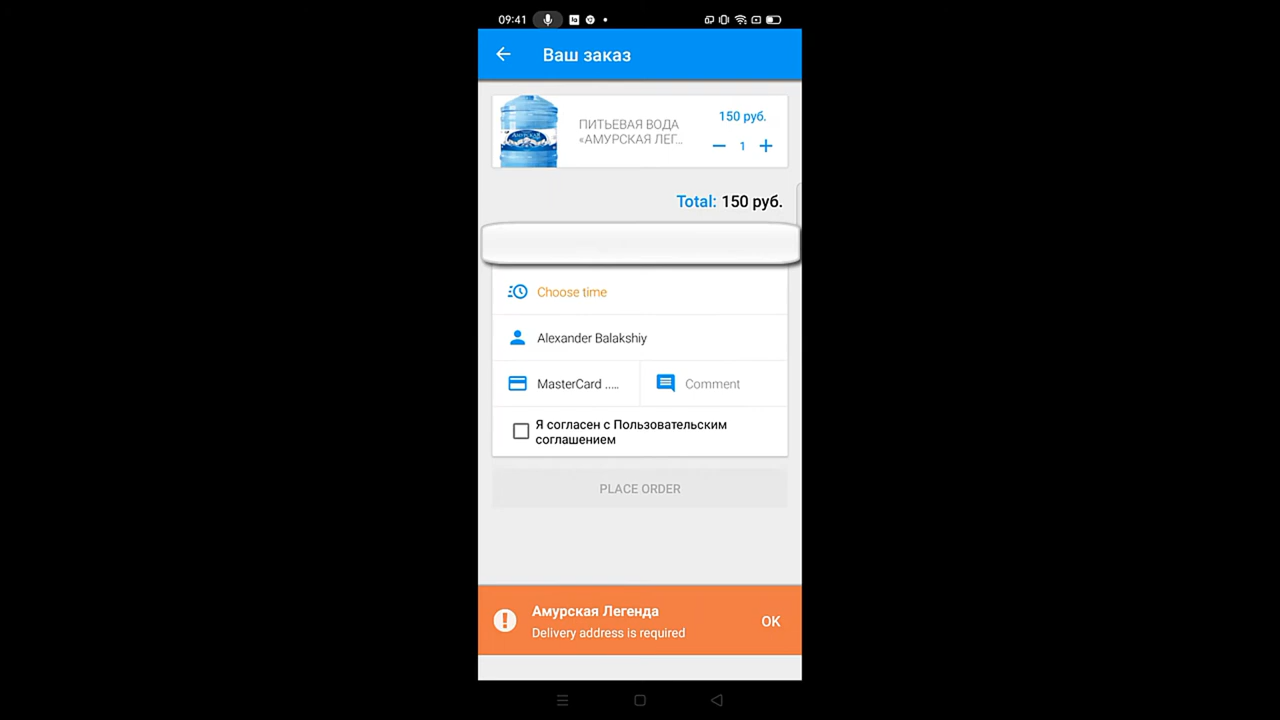 09:41
Ваш заказ
ПИТЬЕВАЯ ВОДА
«АМУРСКАЯ ЛЕГ...
150 руб.
1
Total: 150 руб.
Choose time
Alexander Balakshiy
MasterCard .....
Comment
Я согласен с Пользовательским
соглашением
PLACE ORDER
Амурская Легенда
Delivery address is required
OK